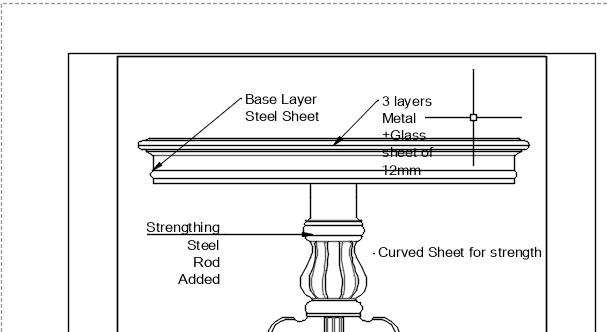 Base Layer
Steel Sheet
3 layers
Metal
+Glass
sheet of
12mm
Strengthing
Steel
Rod
Added
Curved Sheet for strength